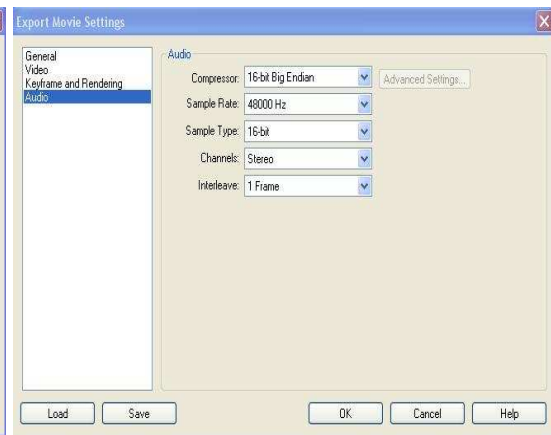 Export Movie Settings
General
Video
Keyframe and Rendering
Audio
Audio
Compressor: 16-bit Big Endian Advanced Settings...
Sample Rate: 48000 Hz
Sample Type: 16-bit
Channels: Stereo
Interleave: 1 Frame
Load Save OK Cancel Help